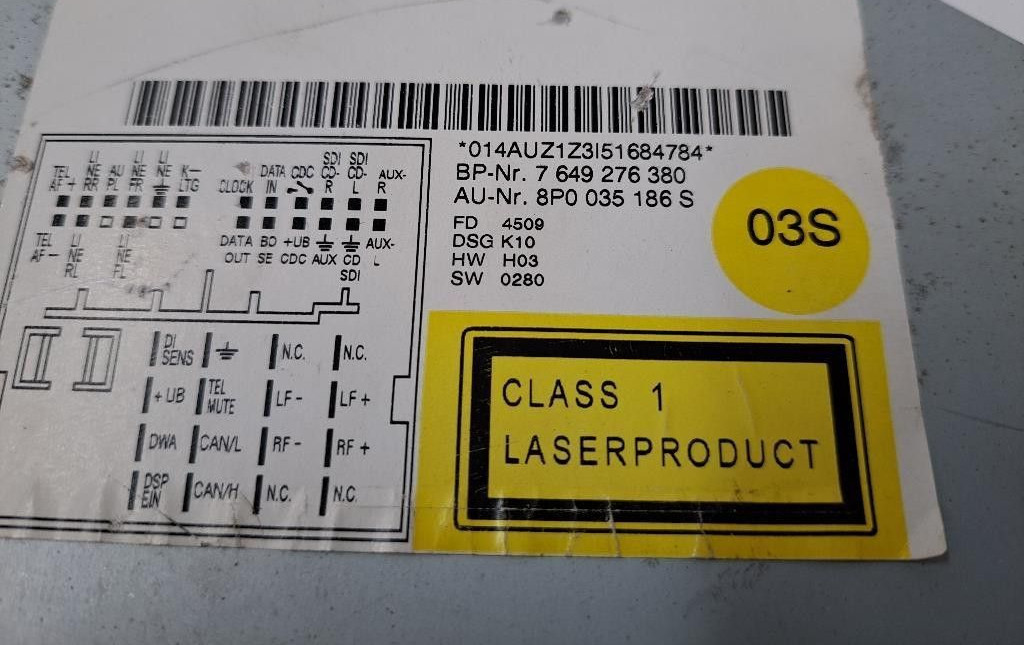 *014AUZ1Z3I51684784*
BP-Nr. 7 649 276 380
AU-Nr. 8P0 035 186 S
FD 4509
DSG K10
HW H03
SW 0280
03S
CLASS 1
LASERPRODUCT
LI LI LI SDI SDI
TEL NE AU NE NE K- DATA CDC CD- CD- AUX-
AF+ RR PL FR LTG CLOCK IN R L R
TEL LI LI DATA BO +UB CD AUX-
AF- NE NE OUT SE CDC AUX SDI L
RL FL
DI SENS N.C. N.C.
+UB TEL MUTE LF- LF+
DWA CAN/L RF- RF+
DSP EIN CAN/H N.C. N.C.